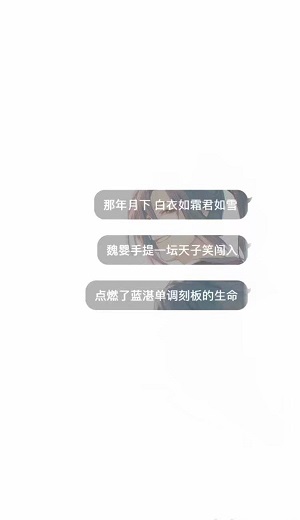 那年月下 白衣如霜君如雪
魏婴手提一坛天子笑闯入
点燃了蓝湛单调刻板的生命